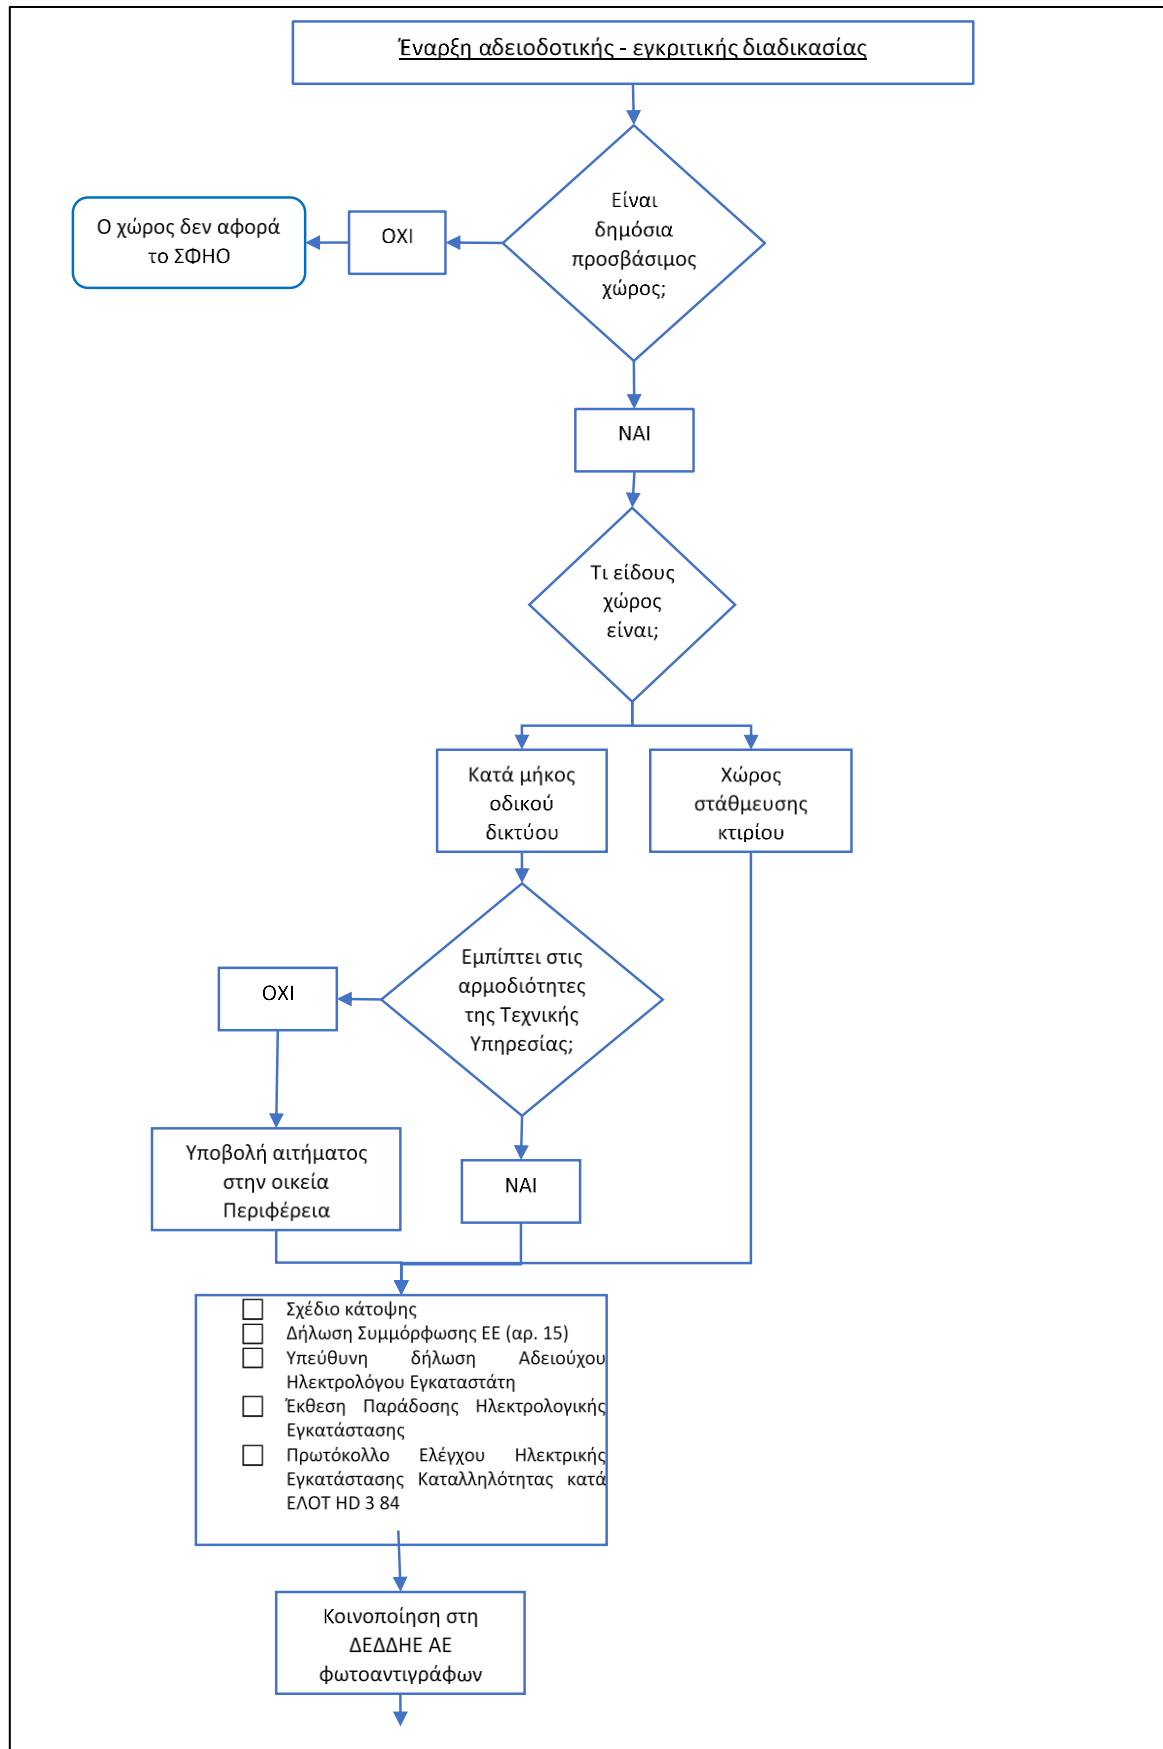 Έναρξη αδειοδοτικής - εγκριτικής διαδικασίας
Είναι
δημόσια
προσβάσιμος
χώρος;
ΟΧΙ
Ο χώρος δεν αφορά
το ΣΦΗΟ
ΝΑΙ
Τι είδους
χώρος
είναι;
Κατά μήκος
οδικού
δικτύου
Χώρος
στάθμευσης
κτιρίου
Εμπίπτει στις
αρμοδιότητες
της Τεχνικής
Υπηρεσίας;
ΟΧΙ
Υποβολή αιτήματος
στην οικεία
Περιφέρεια
ΝΑΙ
Σχέδιο κάτοψης
Δήλωση Συμμόρφωσης ΕΕ (αρ. 15)
Υπεύθυνη δήλωση Αδειούχου
Ηλεκτρολόγου Εγκαταστάτη
Έκθεση Παράδοσης Ηλεκτρολογικής
Εγκατάστασης
Πρωτόκολλο Ελέγχου Ηλεκτρικής
Εγκατάστασης Καταλληλότητας κατά
ΕΛΟΤ HD 3 84
Κοινοποίηση στη
ΔΕΔΔΗΕ ΑΕ
φωτοαντιγράφων